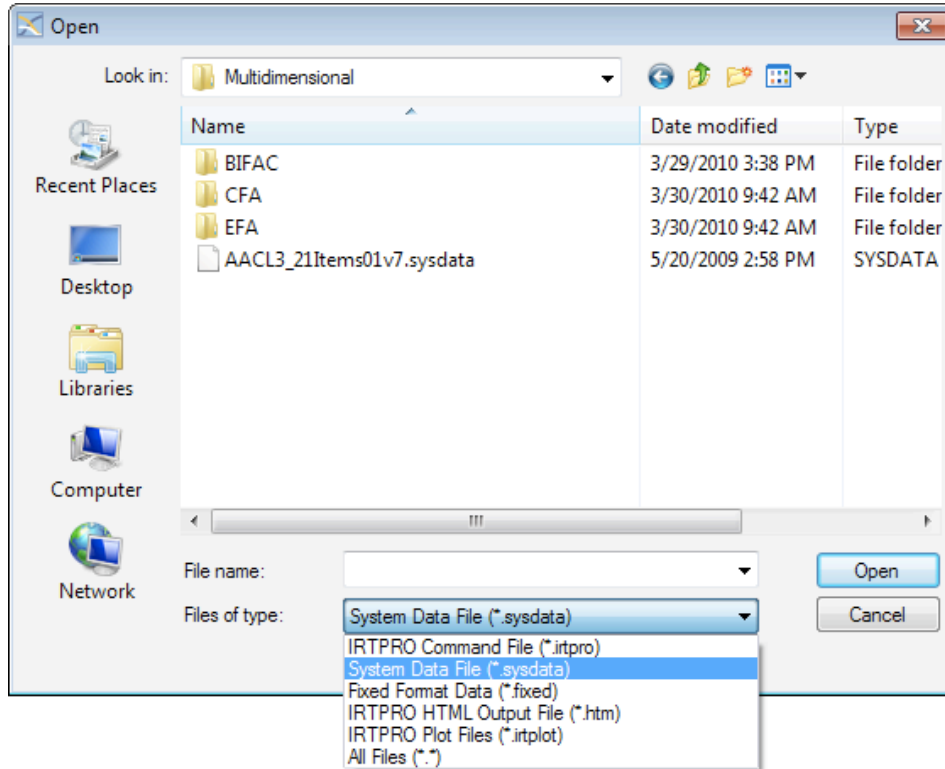 Open
Look in: Multidimensional
Name Date modified Type
BIFAC 3/29/2010 3:38 PM File folder
CFA 3/30/2010 9:42 AM File folder
EFA 3/30/2010 9:42 AM File folder
AACL3_21Items01v7.sysdata 5/20/2009 2:58 PM SYSDATA
Recent Places
Desktop
Libraries
Computer
Network
File name: Open
Files of type: System Data File (*.sysdata) Cancel
IRTPRO Command File (*.irtpro)
System Data File (*.sysdata)
Fixed Format Data (*.fixed)
IRTPRO HTML Output File (*.htm)
IRTPRO Plot Files (*.irtplot)
All Files (*.*)